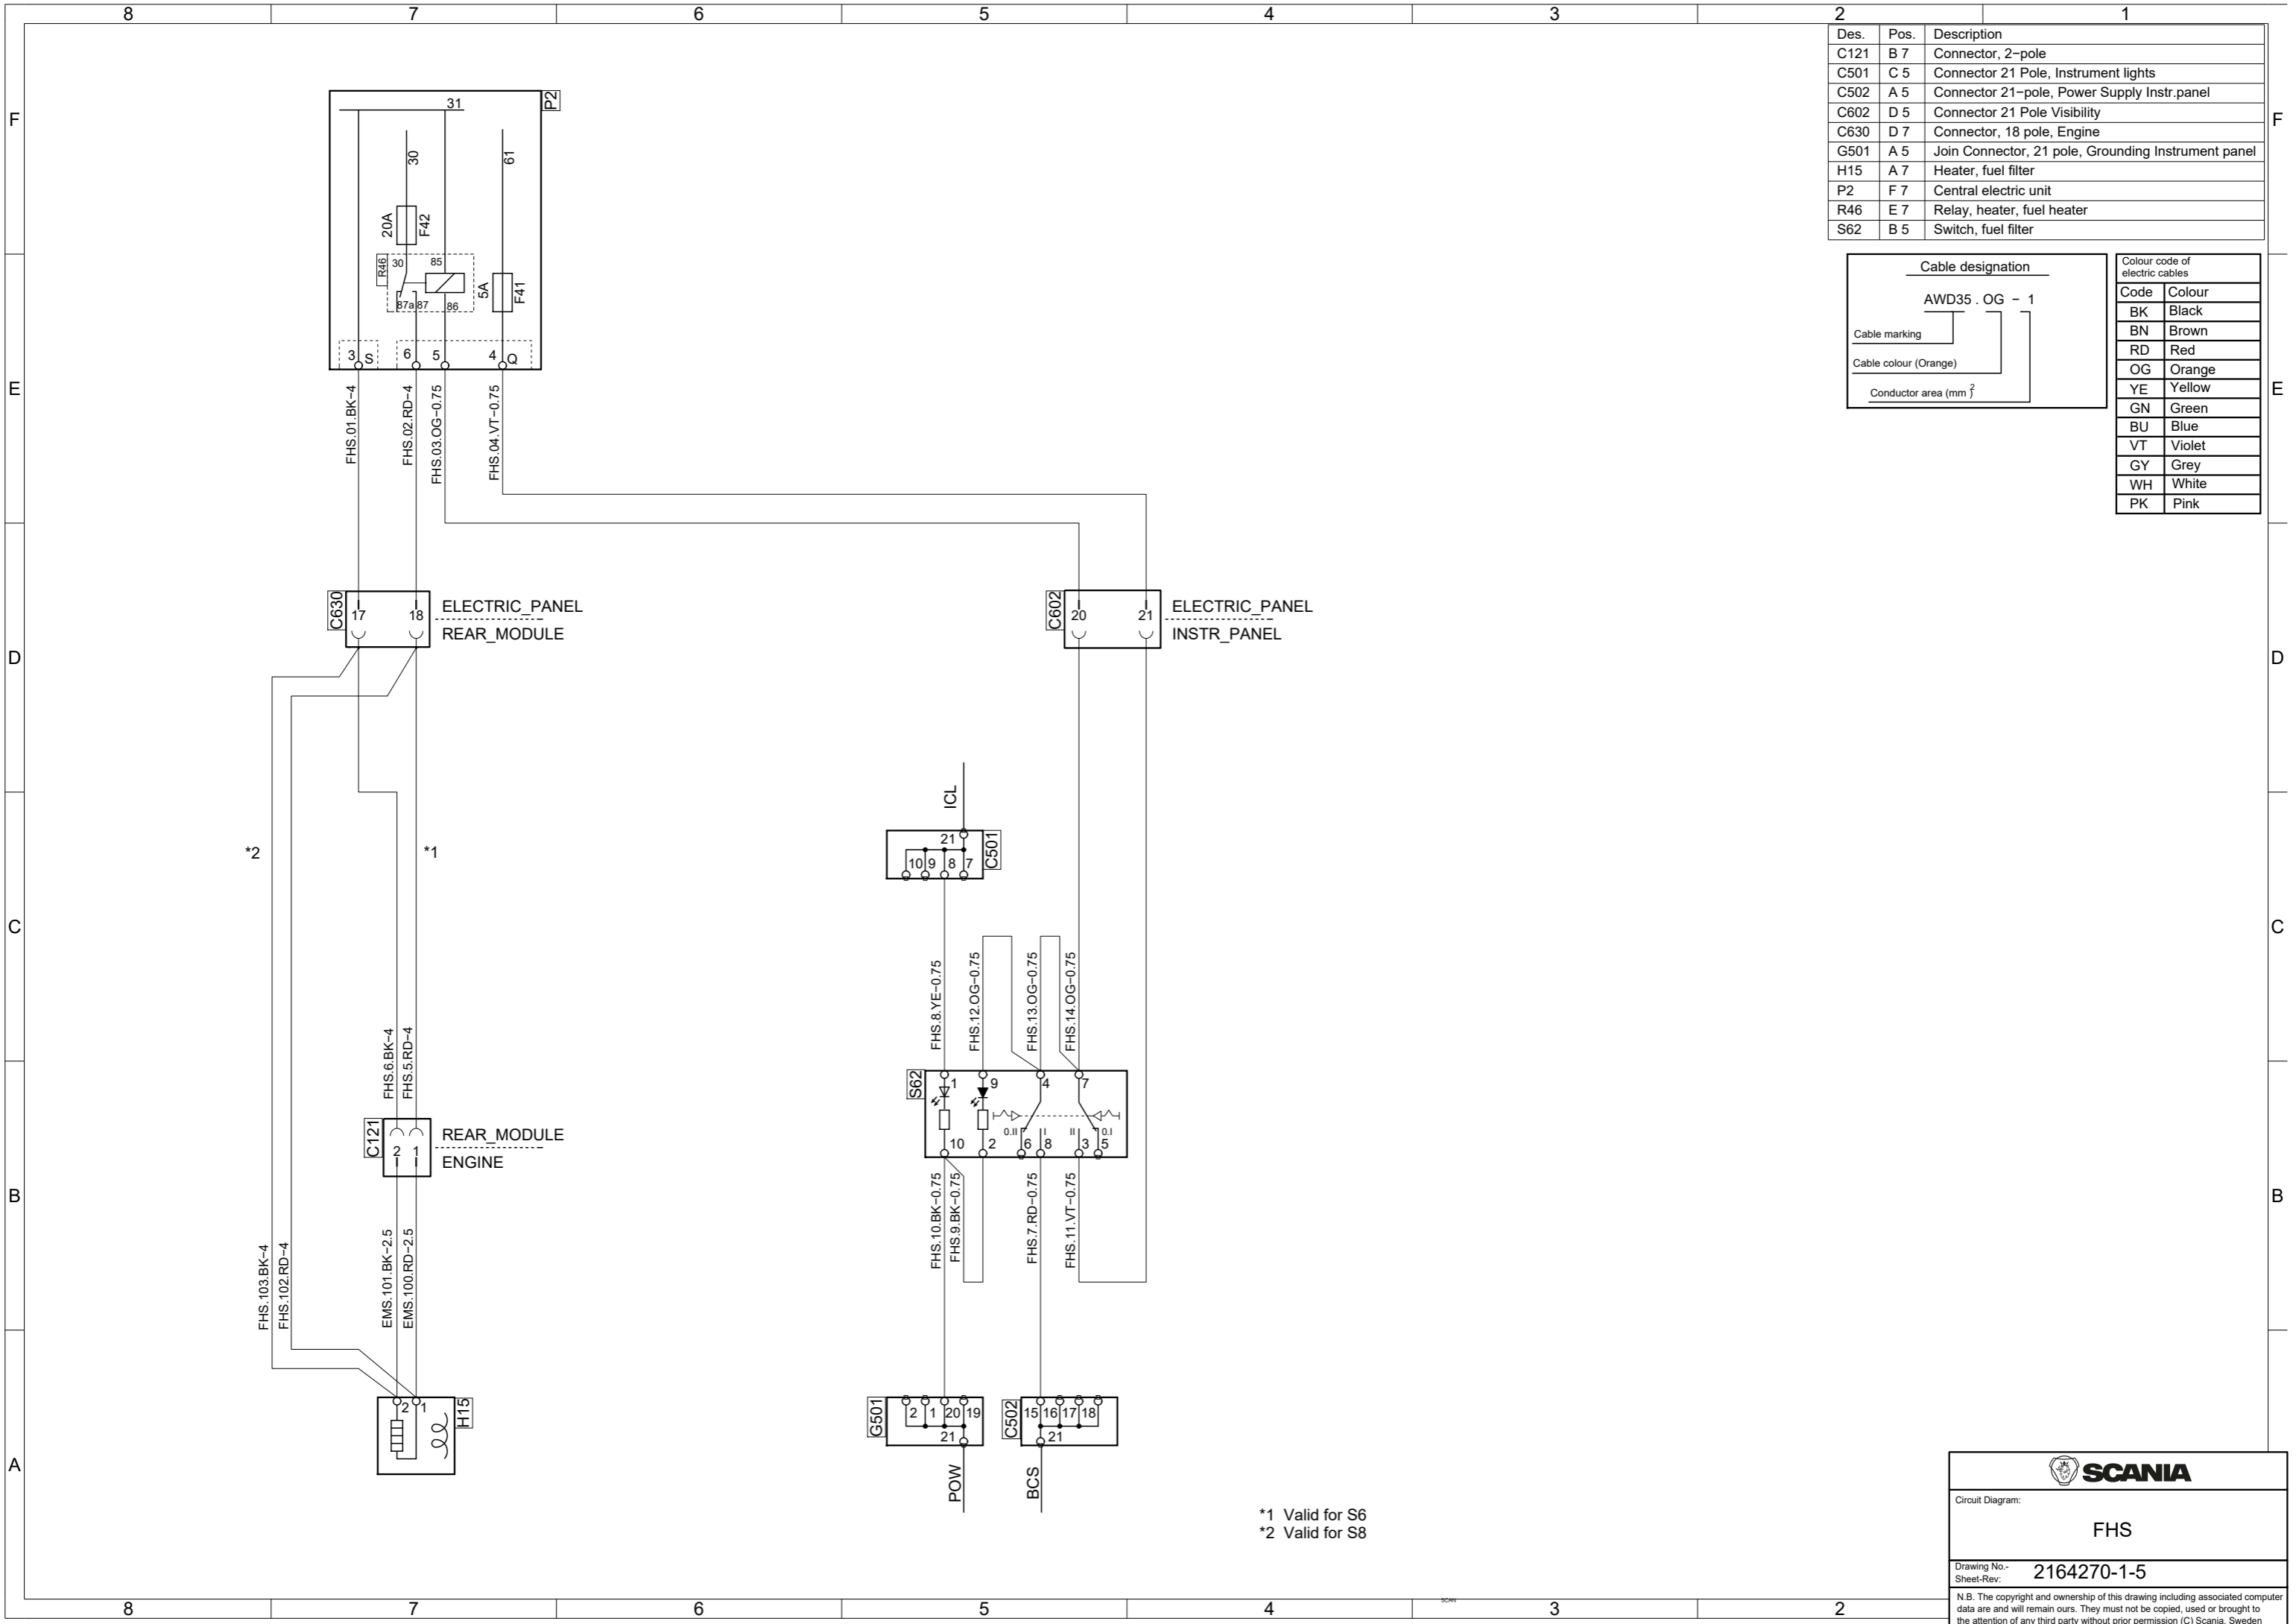 8 7 6 5 4 3 2 1
Des. Pos. Description
C121 B 7 Connector, 2−pole
C501 C 5 Connector 21 Pole, Instrument lights
C502 A 5 Connector 21−pole, Power Supply Instr.panel
C602 D 5 Connector 21 Pole Visibility
C630 D 7 Connector, 18 pole, Engine
G501 A 5 Join Connector, 21 pole, Grounding Instrument panel
H15 A 7 Heater, fuel filter
P2 F 7 Central electric unit
R46 E 7 Relay, heater, fuel heater
S62 B 5 Switch, fuel filter
Cable designation
AWD35 . OG − 1
Cable marking
Cable colour (Orange)
Conductor area (mm 2)
Colour code of
electric cables
Code Colour
BK Black
BN Brown
RD Red
OG Orange
YE Yellow
GN Green
BU Blue
VT Violet
GY Grey
WH White
PK Pink
F F
31 P2
30 61
20A F42
R46 30 85
87a 87 86
5A F41
3 S 6 5 4 Q
E E
FHS.01.BK−4
FHS.02.RD−4
FHS.03.OG−0.75
FHS.04.VT−0.75
C630 17 18
ELECTRIC_PANEL
REAR_MODULE
C602 20 21
ELECTRIC_PANEL
INSTR_PANEL
D D
ICL
21 C501
10 9 8 7
*2 *1
C C
FHS.8.YE−0.75
FHS.12.OG−0.75
FHS.13.OG−0.75
FHS.14.OG−0.75
FHS.6.BK−4
FHS.5.RD−4
S62 1 9 4 7
0.II I II 0.I
10 2 6 8 3 5
C121 2 1
REAR_MODULE
ENGINE
B B
FHS.10.BK−0.75
FHS.9.BK−0.75
FHS.7.RD−0.75
FHS.11.VT−0.75
FHS.103.BK−4
FHS.102.RD−4
EMS.101.BK−2.5
EMS.100.RD−2.5
2 1 H15
G501 2 1 20 19
21
C502 15 16 17 18
21
A A
POW
BCS
*1 Valid for S6
*2 Valid for S8
SCANIA
Circuit Diagram:
FHS
Drawing No.-
Sheet-Rev: 2164270-1-5
N.B. The copyright and ownership of this drawing including associated computer
data are and will remain ours. They must not be copied, used or brought to
the attention of any third party without prior permission (C) Scania, Sweden
8 7 6 5 4 3 2